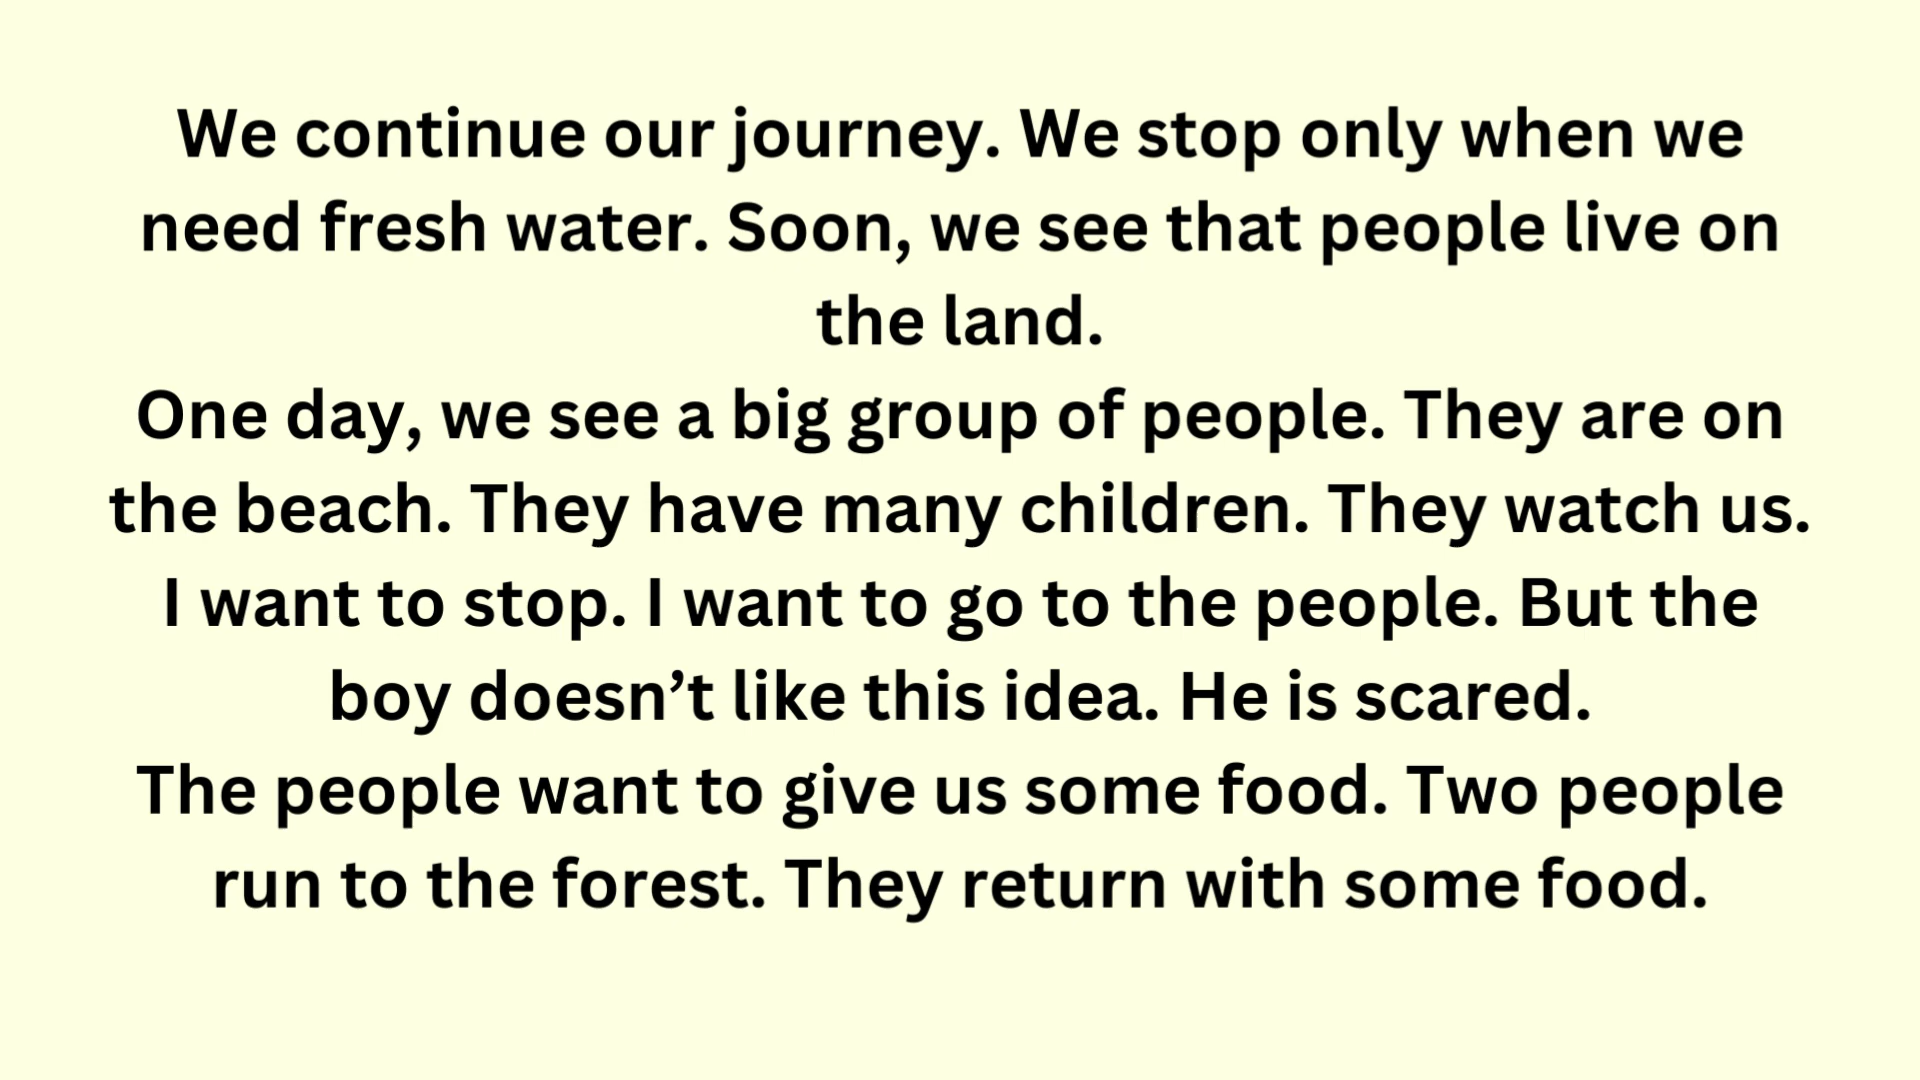 We continue our journey. We stop only when we
need fresh water. Soon, we see that people live on
the land.
One day, we see a big group of people. They are on
the beach. They have many children. They watch us.
I want to stop. I want to go to the people. But the
boy doesn’t like this idea. He is scared.
The people want to give us some food. Two people
run to the forest. They return with some food.